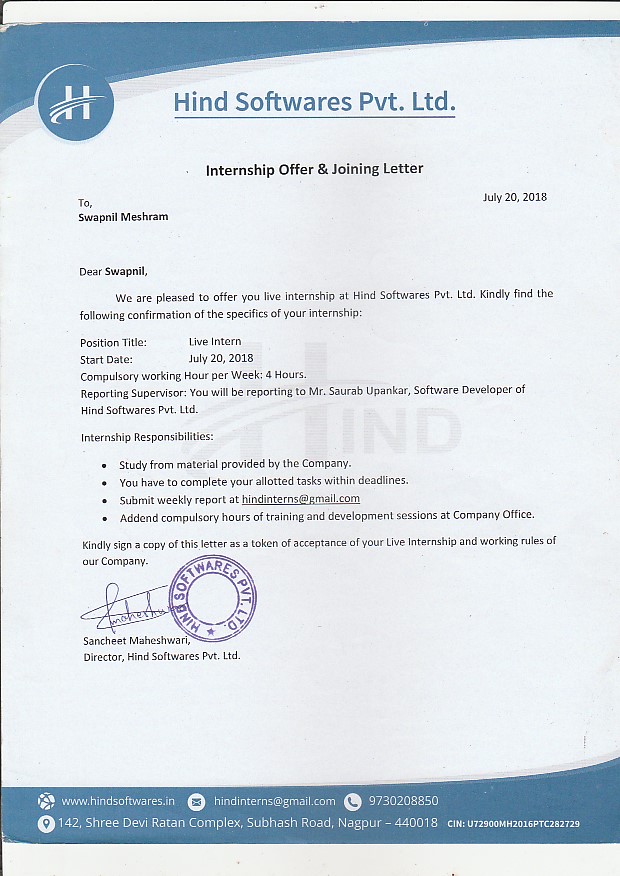 H
Hind Softwares Pvt. Ltd.
Internship Offer & Joining Letter
July 20, 2018
To,
Swapnil Meshram
Dear Swapnil,
We are pleased to offer you live internship at Hind Softwares Pvt. Ltd. Kindly find the
following confirmation of the specifics of your internship:
Position Title: Live Intern
Start Date: July 20, 2018
Compulsory working Hour per Week: 4 Hours.
Reporting Supervisor: You will be reporting to Mr. Saurab Upankar, Software Developer of
Hind Softwares Pvt. Ltd.
HIND
Internship Responsibilities:
• Study from material provided by the Company.
• You have to complete your allotted tasks within deadlines.
• Submit weekly report at hindinterns@gmail.com
• Addend compulsory hours of training and development sessions at Company Office.
Kindly sign a copy of this letter as a token of acceptance of your Live Internship and working rules of
our Company.
HIND SOFTWARES PVT. LTD.
Sancheet Maheshwari,
Director, Hind Softwares Pvt. Ltd.
www.hindsoftwares.in hindinterns@gmail.com 9730208850
142, Shree Devi Ratan Complex, Subhash Road, Nagpur – 440018 CIN: U72900MH2016PTC282729